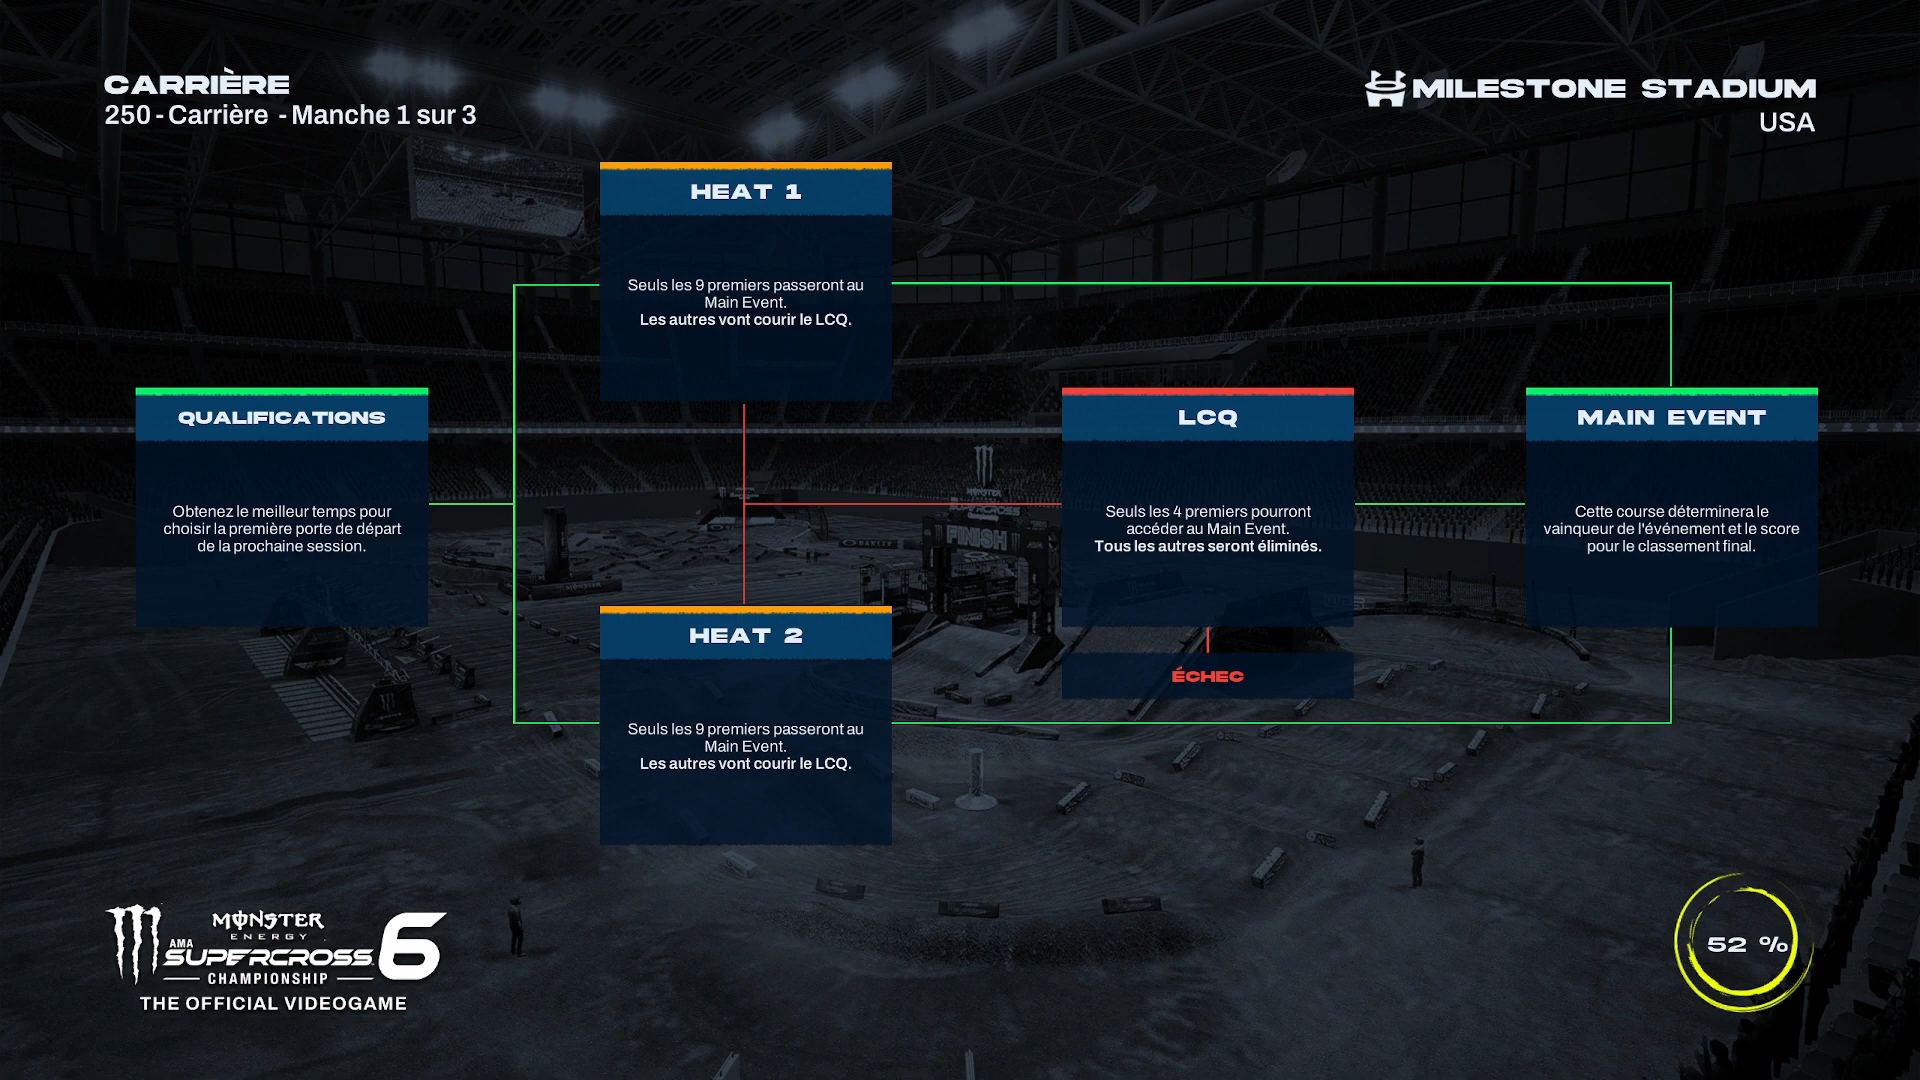 CARRIÈRE
250 - Carrière - Manche 1 sur 3
MILESTONE STADIUM
USA
HEAT 1
Seuls les 9 premiers passeront au
Main Event.
Les autres vont courir le LCQ.
QUALIFICATIONS
Obtenez le meilleur temps pour
choisir la première porte de départ
de la prochaine session.
LCQ
Seuls les 4 premiers pourront
accéder au Main Event.
Tous les autres seront éliminés.
ÉCHEC
MAIN EVENT
Cette course déterminera le
vainqueur de l'événement et le score
pour le classement final.
HEAT 2
Seuls les 9 premiers passeront au
Main Event.
Les autres vont courir le LCQ.
FINISH
MONSTER
ENERGY
AMA
SUPERCROSS 6
CHAMPIONSHIP
THE OFFICIAL VIDEOGAME
52 %